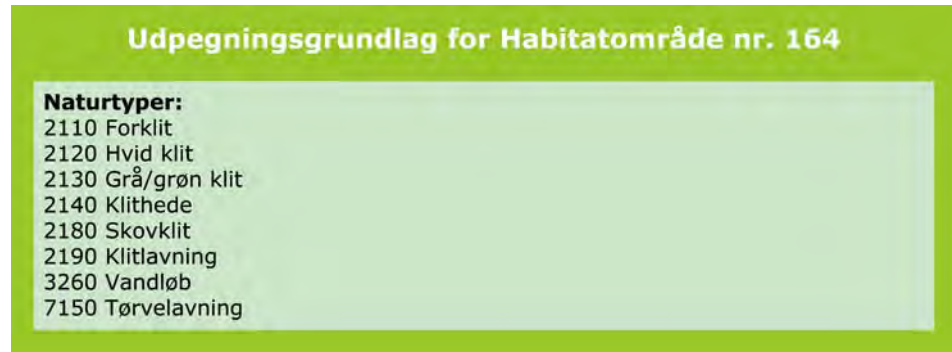 Udpegningsgrundlag for Habitatområde nr. 164
Naturtyper:
2110 Forklit
2120 Hvid klit
2130 Grå/grøn klit
2140 Klithede
2180 Skovklit
2190 Klitlavning
3260 Vandløb
7150 Tørvelavning